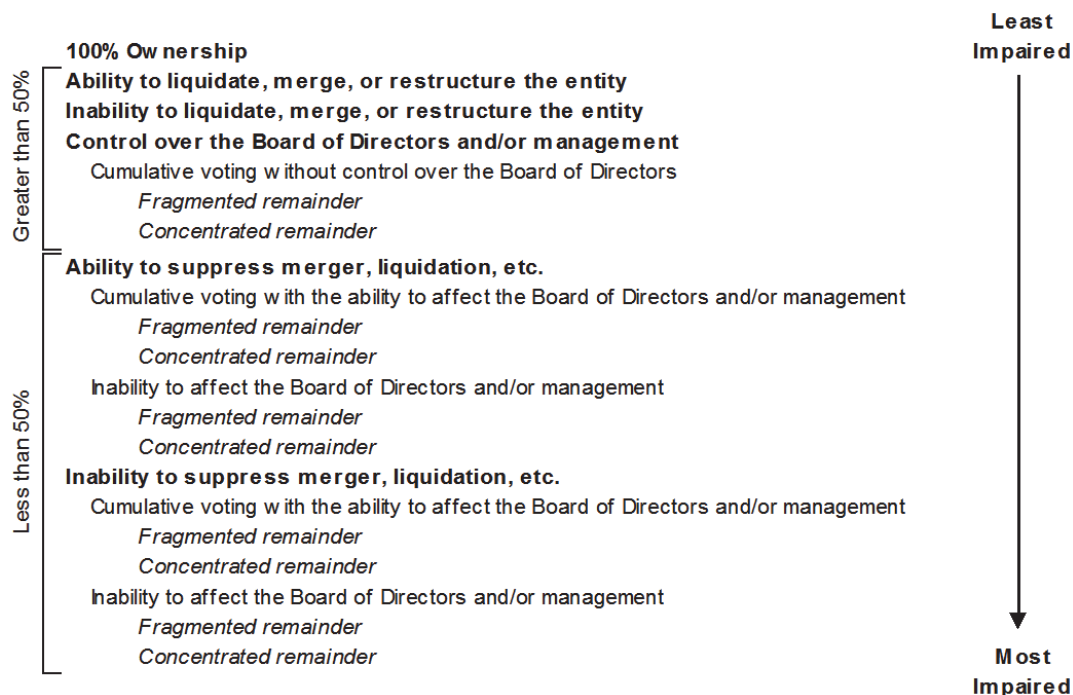 Least
Impaired
100% Ownership
Greater than 50%
Ability to liquidate, merge, or restructure the entity
Inability to liquidate, merge, or restructure the entity
Control over the Board of Directors and/or management
Cumulative voting without control over the Board of Directors
Fragmented remainder
Concentrated remainder
Less than 50%
Ability to suppress merger, liquidation, etc.
Cumulative voting with the ability to affect the Board of Directors and/or management
Fragmented remainder
Concentrated remainder
Inability to affect the Board of Directors and/or management
Fragmented remainder
Concentrated remainder
Inability to suppress merger, liquidation, etc.
Cumulative voting with the ability to affect the Board of Directors and/or management
Fragmented remainder
Concentrated remainder
Inability to affect the Board of Directors and/or management
Fragmented remainder
Concentrated remainder
Most
Impaired